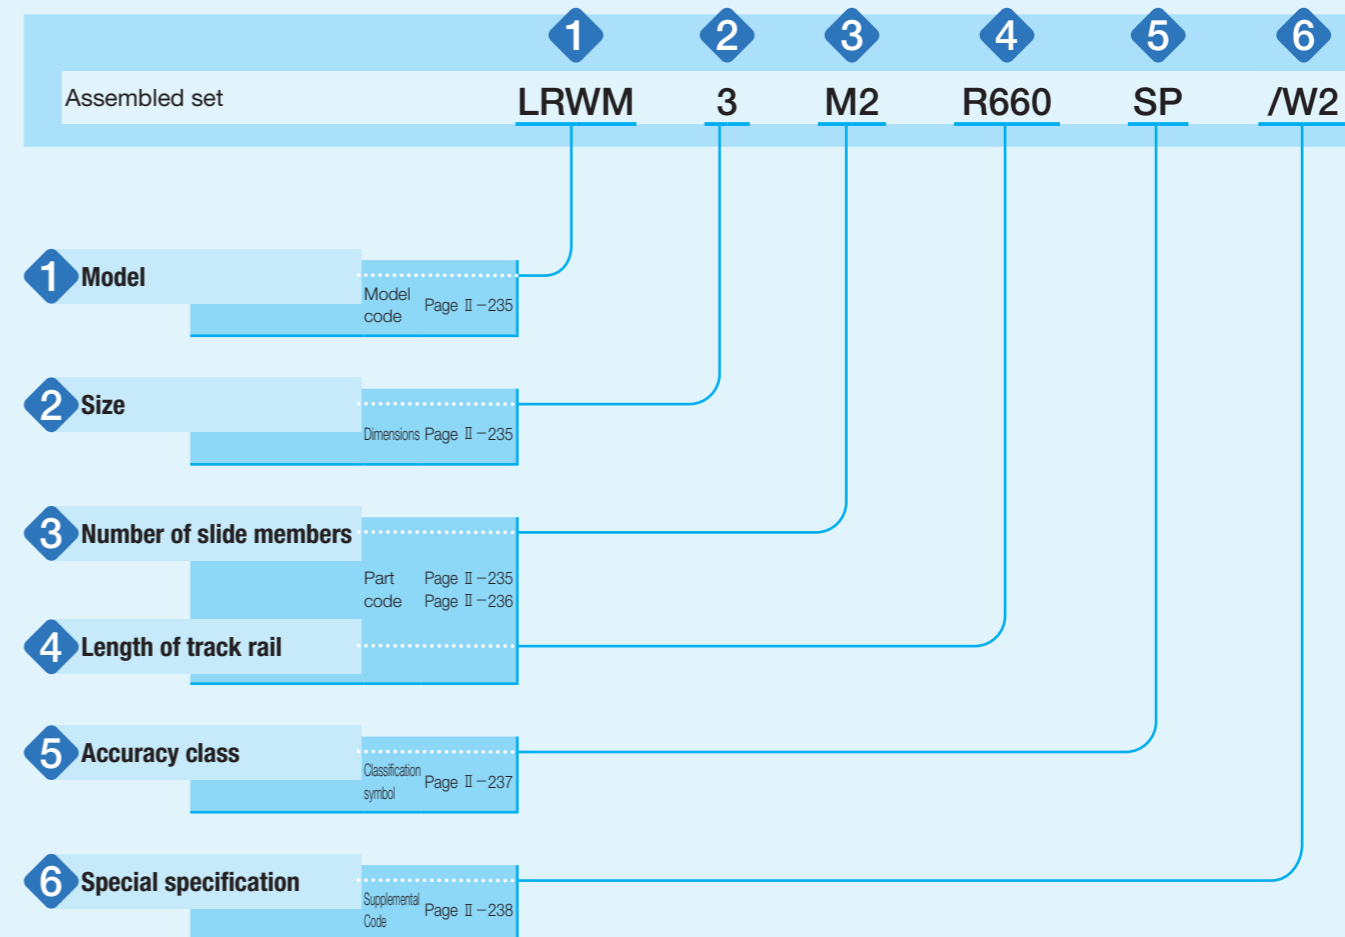 1 2 3 4 5 6
Assembled set LRWM 3 M2 R660 SP /W2
1 Model
Model code Page Ⅱ－235
2 Size
Dimensions Page Ⅱ－235
3 Number of slide members
Part code Page Ⅱ－235
Page Ⅱ－236
4 Length of track rail
5 Accuracy class
Classification symbol Page Ⅱ－237
6 Special specification
Supplemental Code Page Ⅱ－238